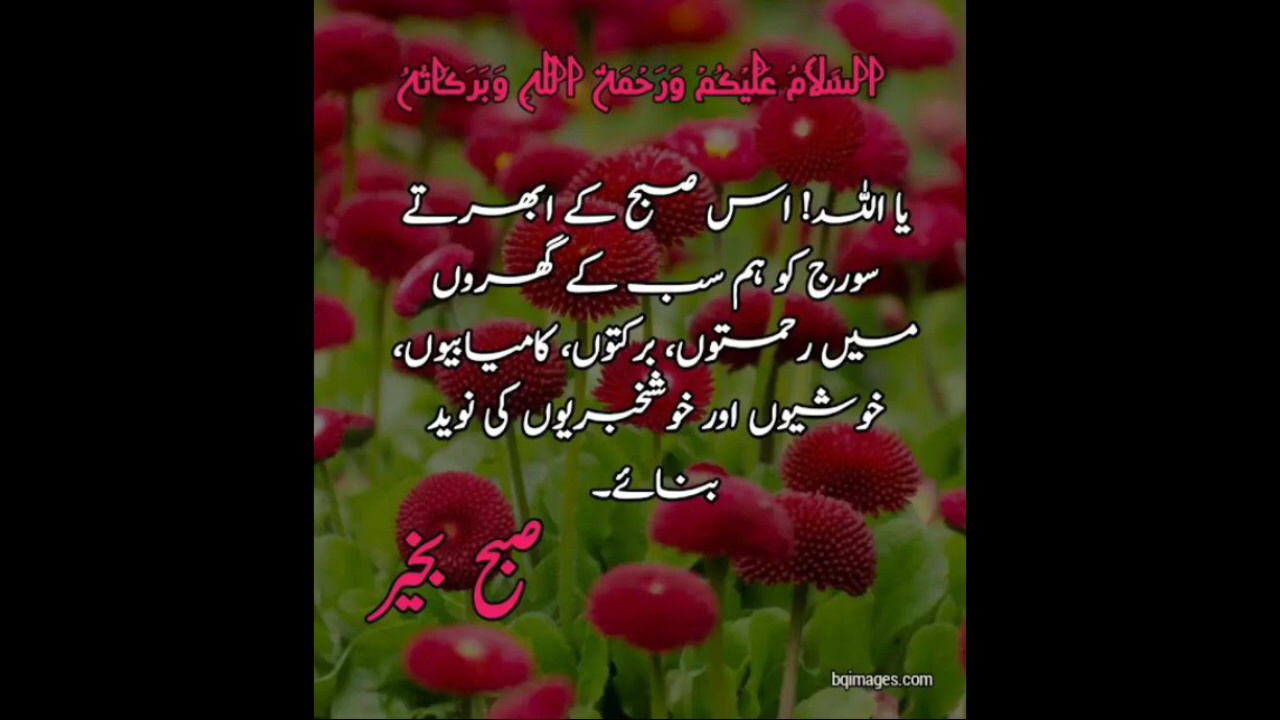 السَّلَامُ عَلَيْكُمْ وَرَحْمَةُ اللهِ وَبَرَكَاتُهُ
یا اللہ! اس صبح کے ابھرتے
سورج کو ہم سب کے گھروں
میں رحمتوں، برکتوں، کامیابیوں،
خوشیوں اور خوشخبریوں کی نوید
بنائے۔
صبح بخیر
bqimages.com